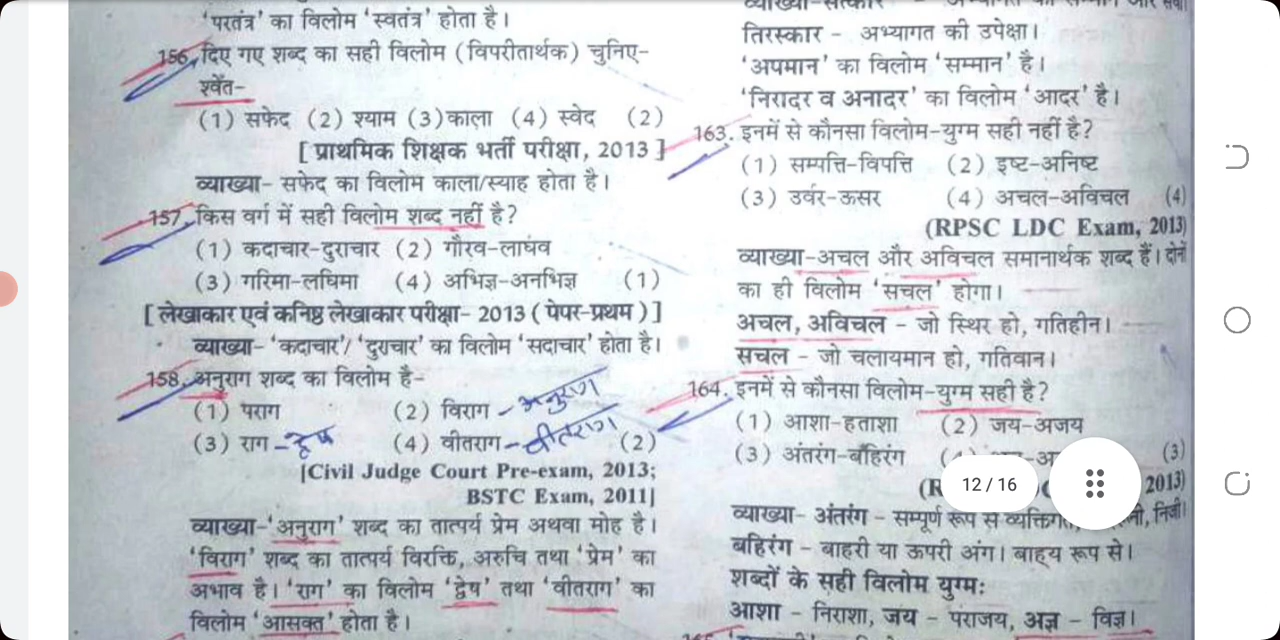 'परतंत्र' का विलोम 'स्वतंत्र' होता है।
156. दिए गए शब्द का सही विलोम (विपरीतार्थक) चुनिए-
श्वेत-
(1) सफेद (2) श्याम (3)काला (4) स्वेद (2)
[ प्राथमिक शिक्षक भर्ती परीक्षा, 2013 ]
व्याख्या- सफेद का विलोम काला/स्याह होता है।
157. किस वर्ग में सही विलोम शब्द नहीं है?
(1) कदाचार-दुराचार (2) गौरव-लाघव
(3) गरिमा-लघिमा (4) अभिज्ञ-अनभिज्ञ (1)
[ लेखाकार एवं कनिष्ठ लेखाकार परीक्षा- 2013 ( पेपर-प्रथम ) ]
व्याख्या- 'कदाचार'/ 'दुराचार' का विलोम 'सदाचार' होता है।
158. अनुराग शब्द का विलोम है-
(1) पराग (2) विराग - अनुराग
(3) राग - द्वेष (4) वीतराग - वीतराग (2)
[Civil Judge Court Pre-exam, 2013;
BSTC Exam, 2011]
व्याख्या-'अनुराग' शब्द का तात्पर्य प्रेम अथवा मोह है।
'विराग' शब्द का तात्पर्य विरक्ति, अरुचि तथा 'प्रेम' का
अभाव है। 'राग' का विलोम 'द्वेष' तथा 'वीतराग' का
विलोम 'आसक्त' होता है।
व्याख्या-सत्कार - अभ्यागत का सम्मान और सेवा
तिरस्कार - अभ्यागत की उपेक्षा।
'अपमान' का विलोम 'सम्मान' है।
'निरादर व अनादर' का विलोम 'आदर' है।
163. इनमें से कौनसा विलोम-युग्म सही नहीं है?
(1) सम्पत्ति-विपत्ति (2) इष्ट-अनिष्ट
(3) उर्वर-ऊसर (4) अचल-अविचल (4)
(RPSC LDC Exam, 2013)
व्याख्या-अचल और अविचल समानार्थक शब्द हैं। दोनों
का ही विलोम 'सचल' होगा।
अचल, अविचल - जो स्थिर हो, गतिहीन।
सचल - जो चलायमान हो, गतिवान।
164. इनमें से कौनसा विलोम-युग्म सही है?
(1) आशा-हताशा (2) जय-अजय
(3) अंतरंग-बहिरंग (3)
2013)
12 / 16
व्याख्या- अंतरंग - सम्पूर्ण रूप से निजी।
बहिरंग - बाहरी या ऊपरी अंग। बाह्य रूप से।
शब्दों के सही विलोम युग्म:
आशा - निराशा, जय - पराजय, अज्ञ - विज्ञ।